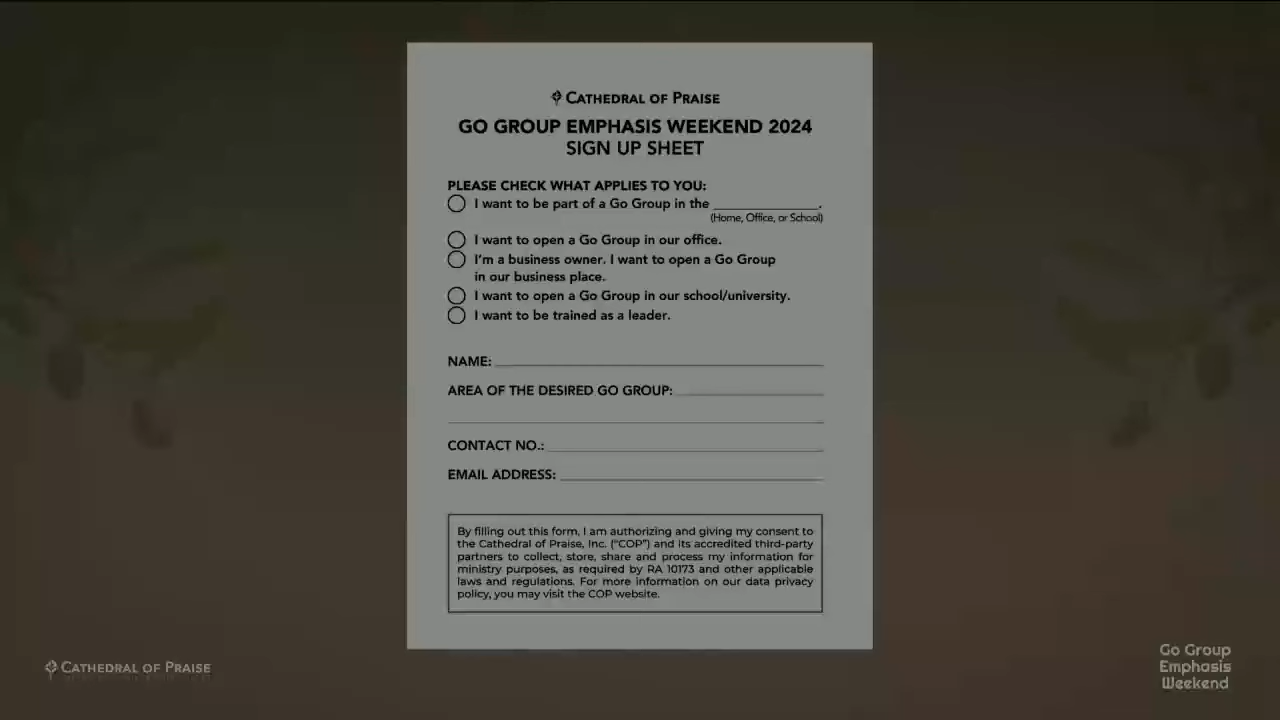 CATHEDRAL OF PRAISE
GO GROUP EMPHASIS WEEKEND 2024
SIGN UP SHEET
PLEASE CHECK WHAT APPLIES TO YOU:
I want to be part of a Go Group in the ____________.
(Home, Office, or School)
I want to open a Go Group in our office.
I'm a business owner. I want to open a Go Group
in our business place.
I want to open a Go Group in our school/university.
I want to be trained as a leader.
NAME:
AREA OF THE DESIRED GO GROUP:
CONTACT NO.:
EMAIL ADDRESS:
By filling out this form, I am authorizing and giving my consent to
the Cathedral of Praise, Inc. ("COP") and its accredited third-party
partners to collect, store, share and process my information for
ministry purposes, as required by RA 10173 and other applicable
laws and regulations. For more information on our data privacy
policy, you may visit the COP website.
CATHEDRAL OF PRAISE
Go Group
Emphasis
Weekend